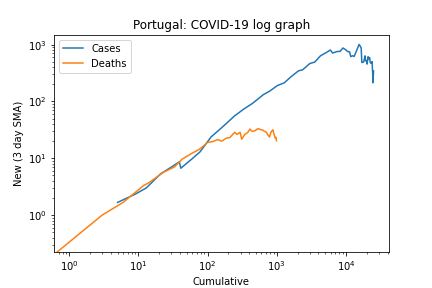 Portugal: COVID-19 log graph
Cases
Deaths
New (3 day SMA)
10³
10²
10¹
10⁰
10⁰ 10¹ 10² 10³ 10⁴
Cumulative